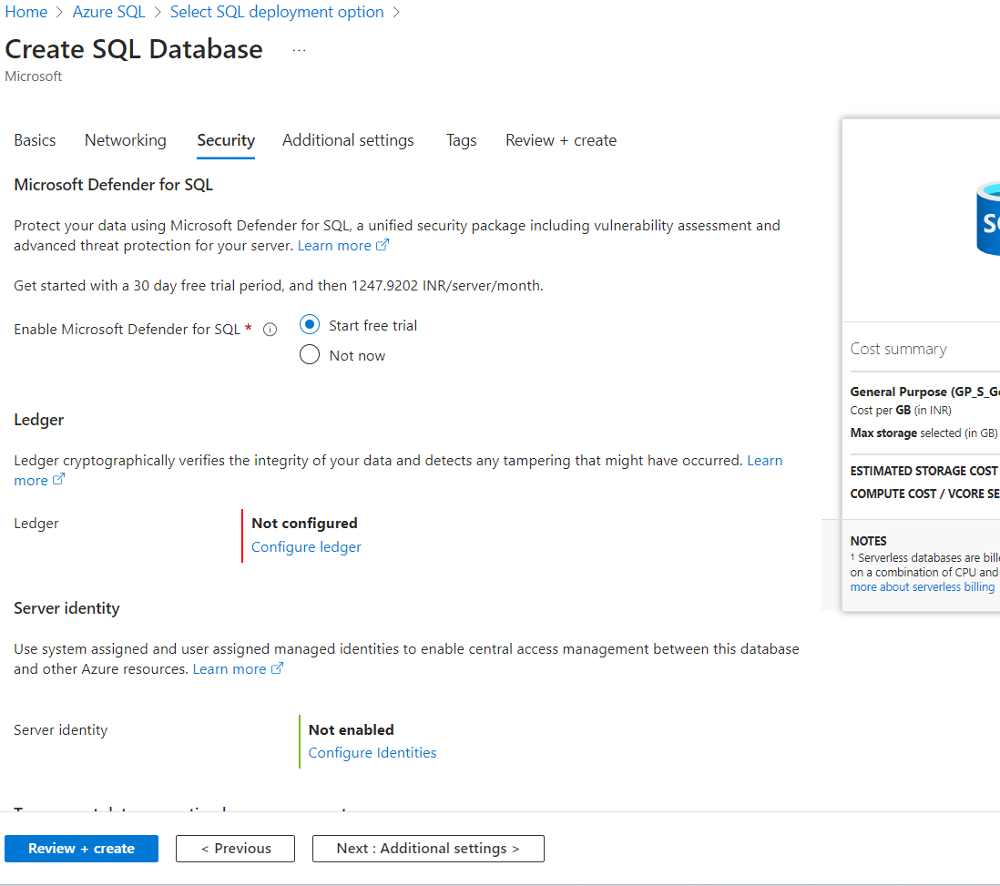 Home > Azure SQL > Select SQL deployment option >
Create SQL Database ...
Microsoft
Basics Networking Security Additional settings Tags Review + create
Microsoft Defender for SQL
Protect your data using Microsoft Defender for SQL, a unified security package including vulnerability assessment and
advanced threat protection for your server. Learn more
Get started with a 30 day free trial period, and then 1247.9202 INR/server/month.
Enable Microsoft Defender for SQL * Start free trial
Not now
Ledger
Ledger cryptographically verifies the integrity of your data and detects any tampering that might have occurred. Learn
more
Ledger Not configured
Configure ledger
Server identity
Use system assigned and user assigned managed identities to enable central access management between this database
and other Azure resources. Learn more
Server identity Not enabled
Configure Identities
Review + create < Previous Next : Additional settings >
Cost summary
General Purpose (GP_S_G
Cost per GB (in INR)
Max storage selected (in GB)
ESTIMATED STORAGE COST
COMPUTE COST / VCORE SE
NOTES
1 Serverless databases are bill
on a combination of CPU and
more about serverless billing